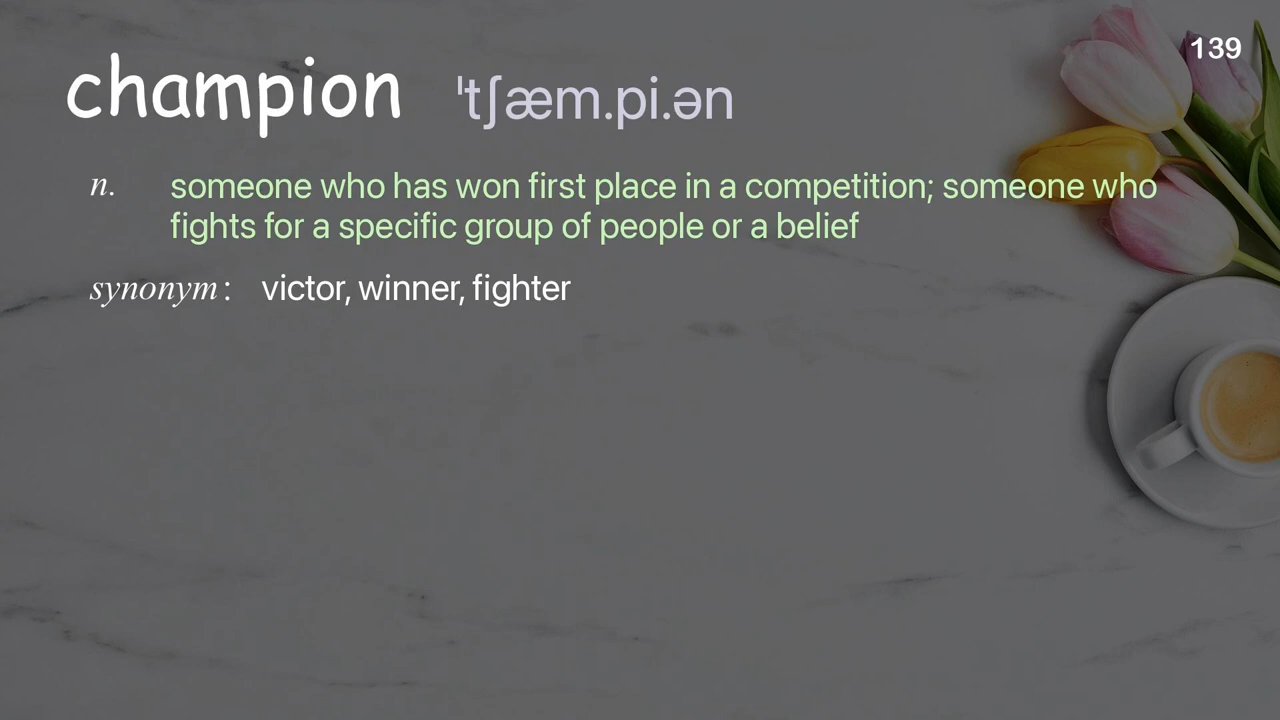 139
champion ˈtʃæm.pi.ən
n. someone who has won first place in a competition; someone who
fights for a specific group of people or a belief
synonym: victor, winner, fighter